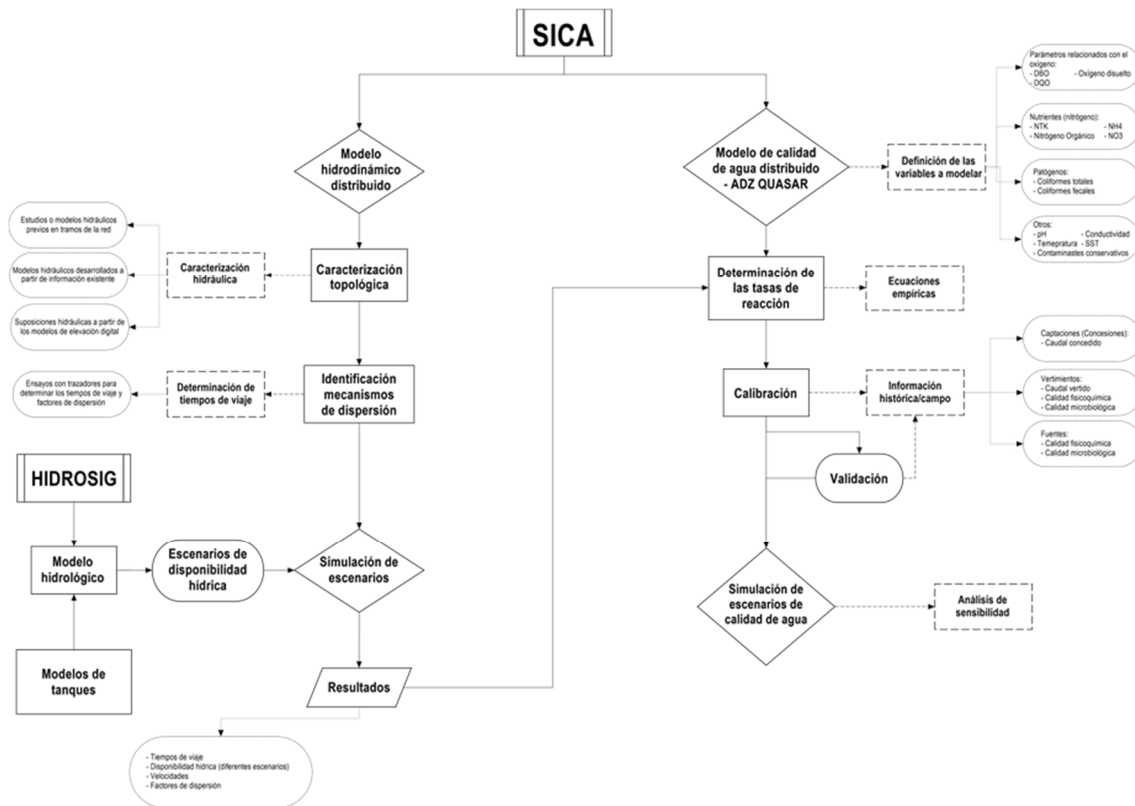 SICA
Modelo
hidrodinámico
distribuido
Estudios o modelos hidráulicos
previos en tramos de la red
Modelos hidráulicos desarrollados a
partir de información existente
Suposiciones hidráulicas a partir de
los modelos de elevación digital
Caracterización
hidráulica
Caracterización
topológica
Ensayos con trazadores para
determinar los tiempos de viaje y
factores de dispersión
Determinación de
tiempos de viaje
Identificación
mecanismos
de dispersión
HIDROSIG
Modelo
hidrológico
Escenarios de
disponibilidad
hídrica
Simulación de
escenarios
Modelos de
tanques
Resultados
- Tiempos de viaje
- Disponibilidad hídrica (diferentes escenarios)
- Velocidades
- Factores de dispersión
Modelo de calidad
de agua distribuido
- ADZ QUASAR
Definición de las
variables a modelar
Parámetros relacionados con el
oxígeno:
- DBO - Oxígeno disuelto
- DQO
Nutrientes (nitrógeno):
- NTK - NH4
- Nitrógeno Orgánico - NO3
Patógenos:
- Coliformes totales
- Coliformes fecales
Otros:
- pH - Conductividad
- Temepratura - SST
- Contaminastes conservativos
Determinación de
las tasas de
reacción
Ecuaciones
empíricas
Calibración
Información
histórica/campo
Captaciones (Concesiones):
- Caudal concedido
Vertimientos:
- Caudal vertido
- Calidad fisicoquímica
- Calidad microbiológica
Fuentes:
- Calidad fisicoquímica
- Calidad microbiológica
Validación
Simulación de
escenarios de
calidad de agua
Análisis de
sensibilidad